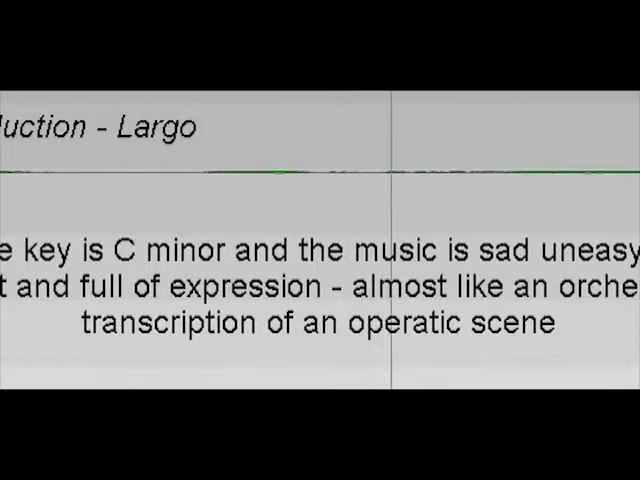 uction - Largo
e key is C minor and the music is sad uneasy
t and full of expression - almost like an orche
transcription of an operatic scene